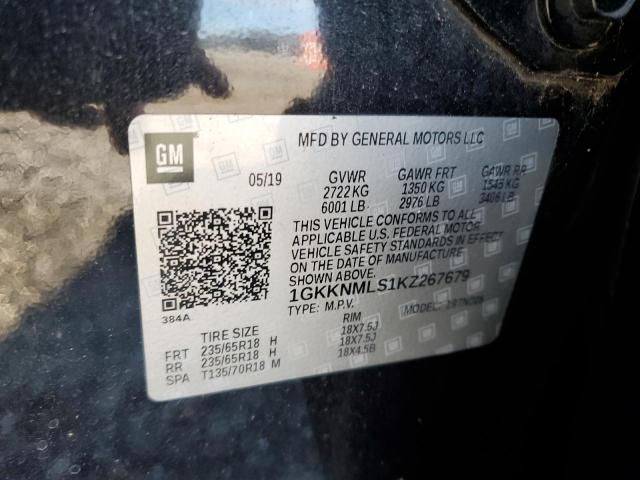 GM
MFD BY GENERAL MOTORS LLC
05/19 GVWR GAWR FRT GAWR RR
2722 KG 1350 KG 1545 KG
6001 LB 2976 LB 3406 LB
THIS VEHICLE CONFORMS TO ALL
APPLICABLE U.S. FEDERAL MOTOR
VEHICLE SAFETY STANDARDS IN EFFECT
ON THE DATE OF MANUFACTURE
SHOWN ABOVE.
1GKKNMLS1KZ267679
384A
TYPE: M.P.V. MODEL:
TIRE SIZE RIM
FRT 235/65R18 H 18X7.5J
RR 235/65R18 H 18X7.5J
SPA T135/70R18 M 18X4.5B